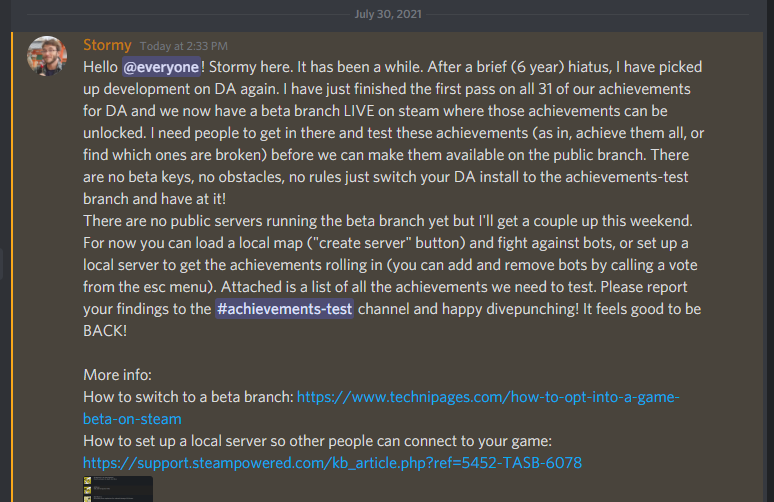 July 30, 2021
Stormy Today at 2:33 PM
Hello @everyone! Stormy here. It has been a while. After a brief (6 year) hiatus, I have picked
up development on DA again. I have just finished the first pass on all 31 of our achievements
for DA and we now have a beta branch LIVE on steam where those achievements can be
unlocked. I need people to get in there and test these achievements (as in, achieve them all, or
find which ones are broken) before we can make them available on the public branch. There
are no beta keys, no obstacles, no rules just switch your DA install to the achievements-test
branch and have at it!
There are no public servers running the beta branch yet but I'll get a couple up this weekend.
For now you can load a local map ("create server" button) and fight against bots, or set up a
local server to get the achievements rolling in (you can add and remove bots by calling a vote
from the esc menu). Attached is a list of all the achievements we need to test. Please report
your findings to the #achievements-test channel and happy divepunching! It feels good to be
BACK!
More info:
How to switch to a beta branch: https://www.technipages.com/how-to-opt-into-a-game-
beta-on-steam
How to set up a local server so other people can connect to your game:
https://support.steampowered.com/kb_article.php?ref=5452-TASB-6078